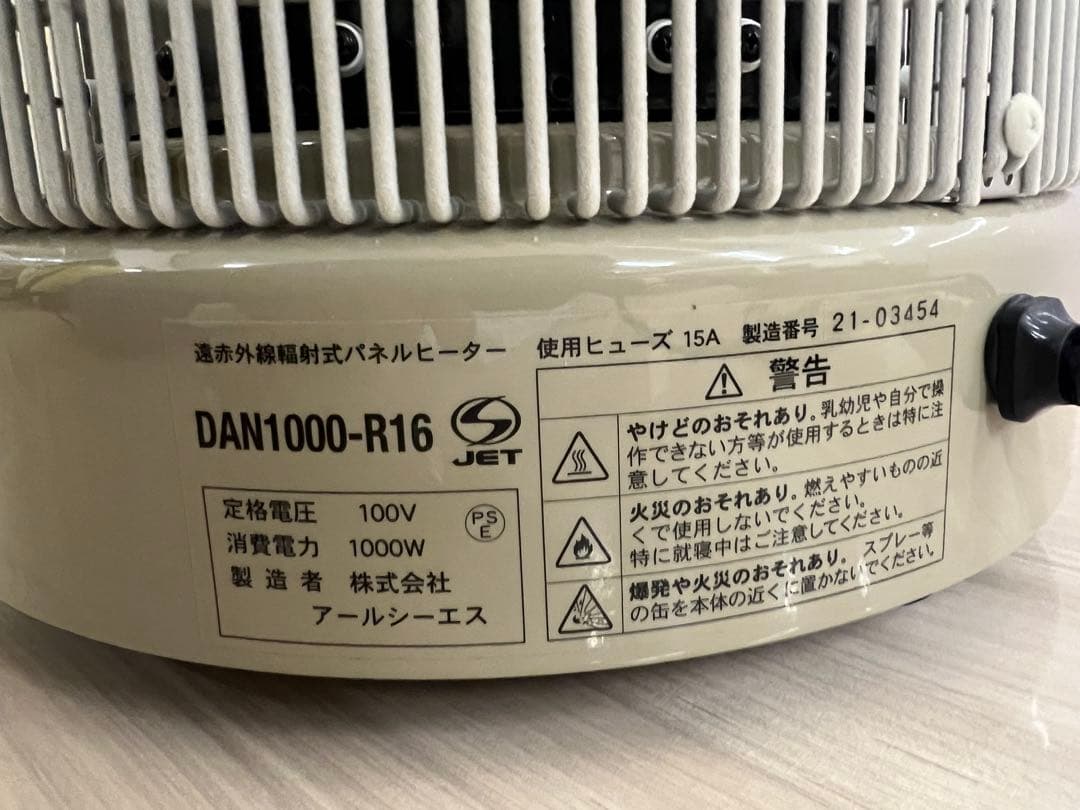 遠赤外線輻射式パネルヒーター
DAN1000-R16
JET
定格電圧 100V
消費電力 1000W
PS
E
製造者 株式会社
アールシーエス
使用ヒューズ 15A 製造番号 21-03454
警告
やけどのおそれあり。乳幼児や自分で操
作できない方等が使用するときは特に注
意してください。
火災のおそれあり。燃えやすいものの近
くで使用しないでください。
特に就寝中はご注意してください。
爆発や火災のおそれあり。 スプレー等
の缶を本体の近くに置かないでください。